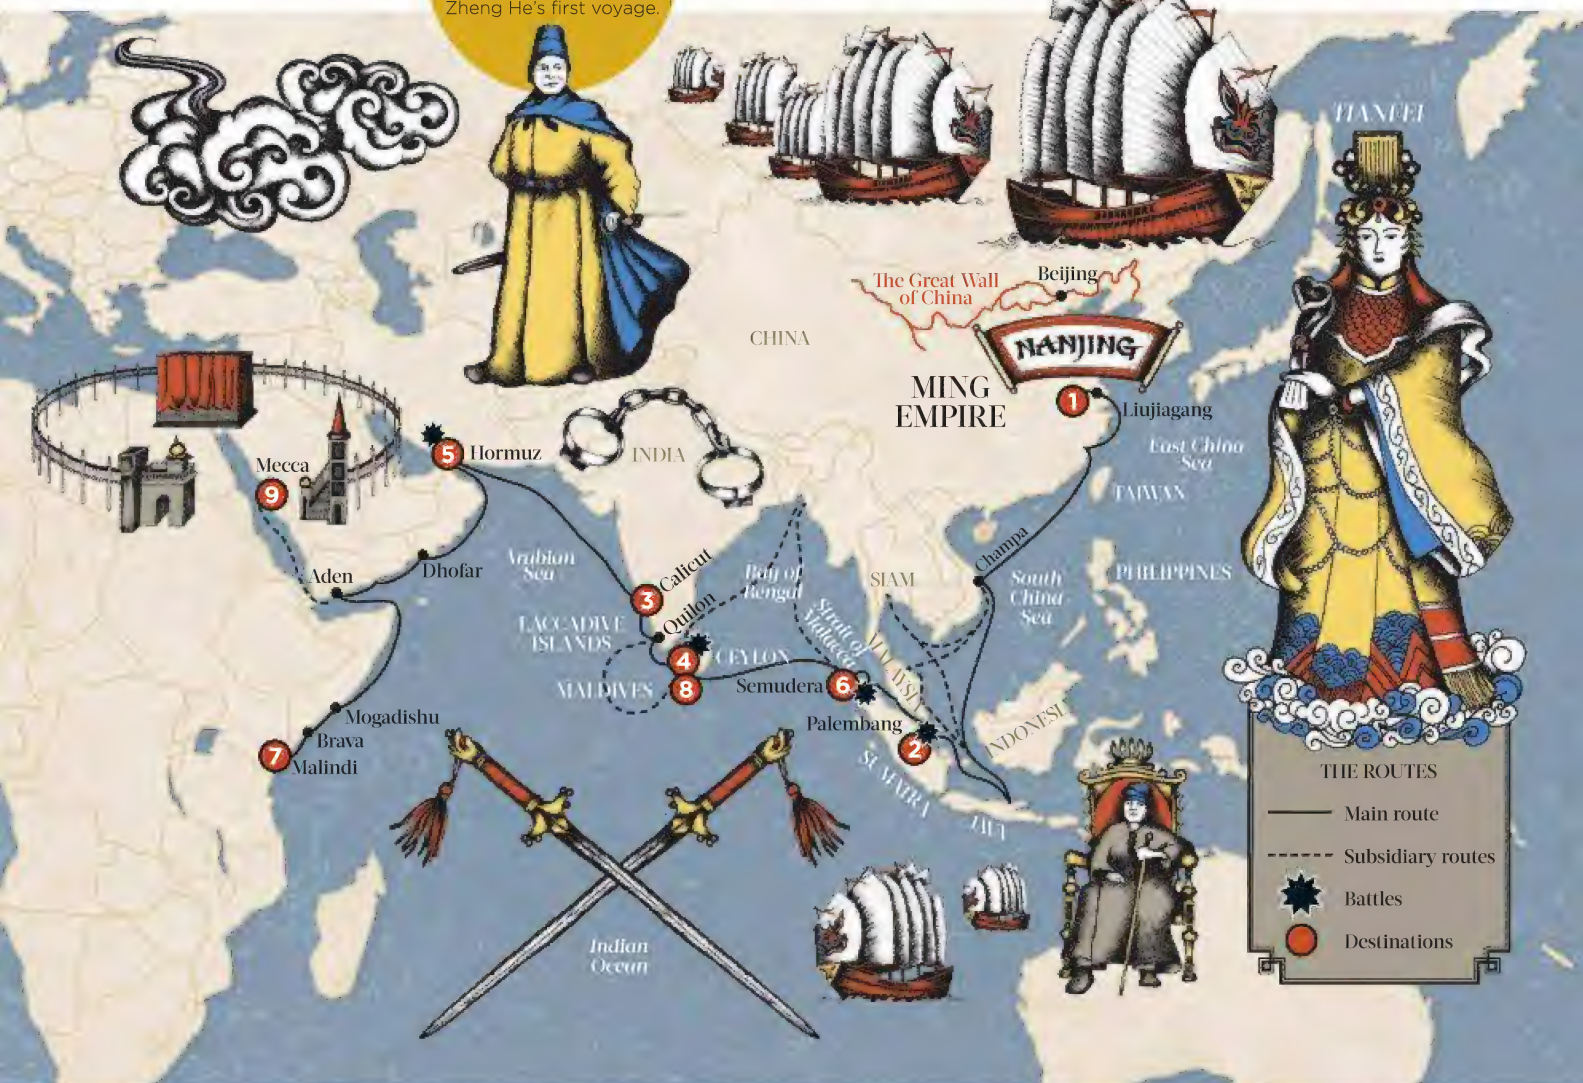 Zheng He's first voyage.
TIANFEI
The Great Wall
of China
Beijing
CHINA
NANJING
MING
EMPIRE
1
Liujiagang
East China
Sea
TAIWAN
5
Hormuz
INDIA
Mecca
9
Champa
Arabian
Sea
Dhofar
Aden
Calicut
3
Bay of
Bengal
SIAM
South
China
Sea
PHILIPPINES
Quilon
LACCADIVE
ISLANDS
Strait of
Malacca
4
CEYLON
MALAYSIA
MALDIVES
8
Semudera
6
Palembang
2
INDONESIA
Mogadishu
Brava
7
Malindi
SUMATRA
JAVA
Indian
Ocean
THE ROUTES
Main route
Subsidiary routes
Battles
Destinations